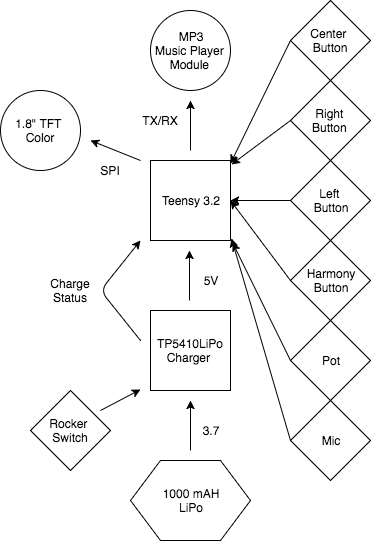 MP3
Music Player
Module
Center
Button
1.8" TFT
Color
TX/RX
Right
Button
SPI
Teensy 3.2
Left
Button
Charge
Status
5V
Harmony
Button
TP5410LiPo
Charger
Pot
Rocker
Switch
3.7
Mic
1000 mAH
LiPo